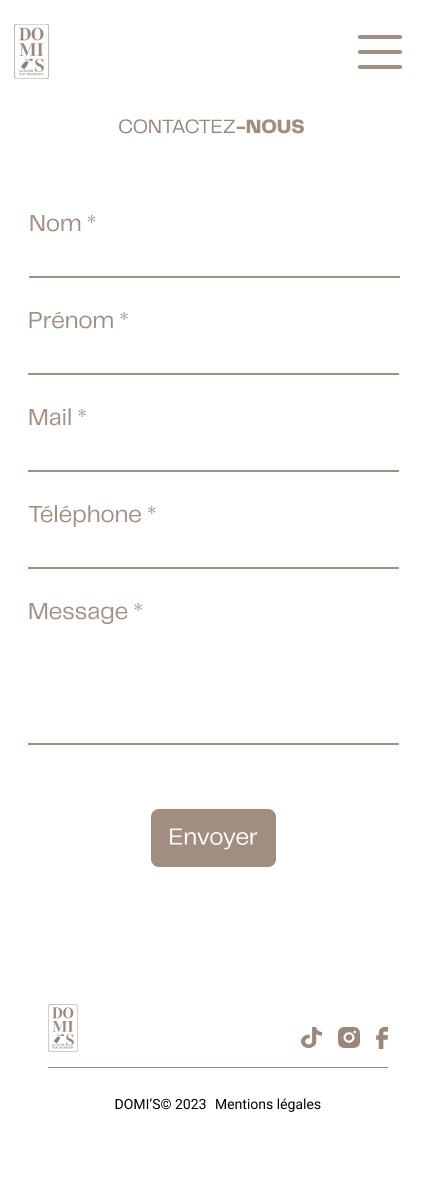 DO
MI
'S
CONTACTEZ-NOUS
Nom *
Prénom *
Mail *
Téléphone *
Message *
Envoyer
DO
MI
'S
DOMI'S© 2023 Mentions légales